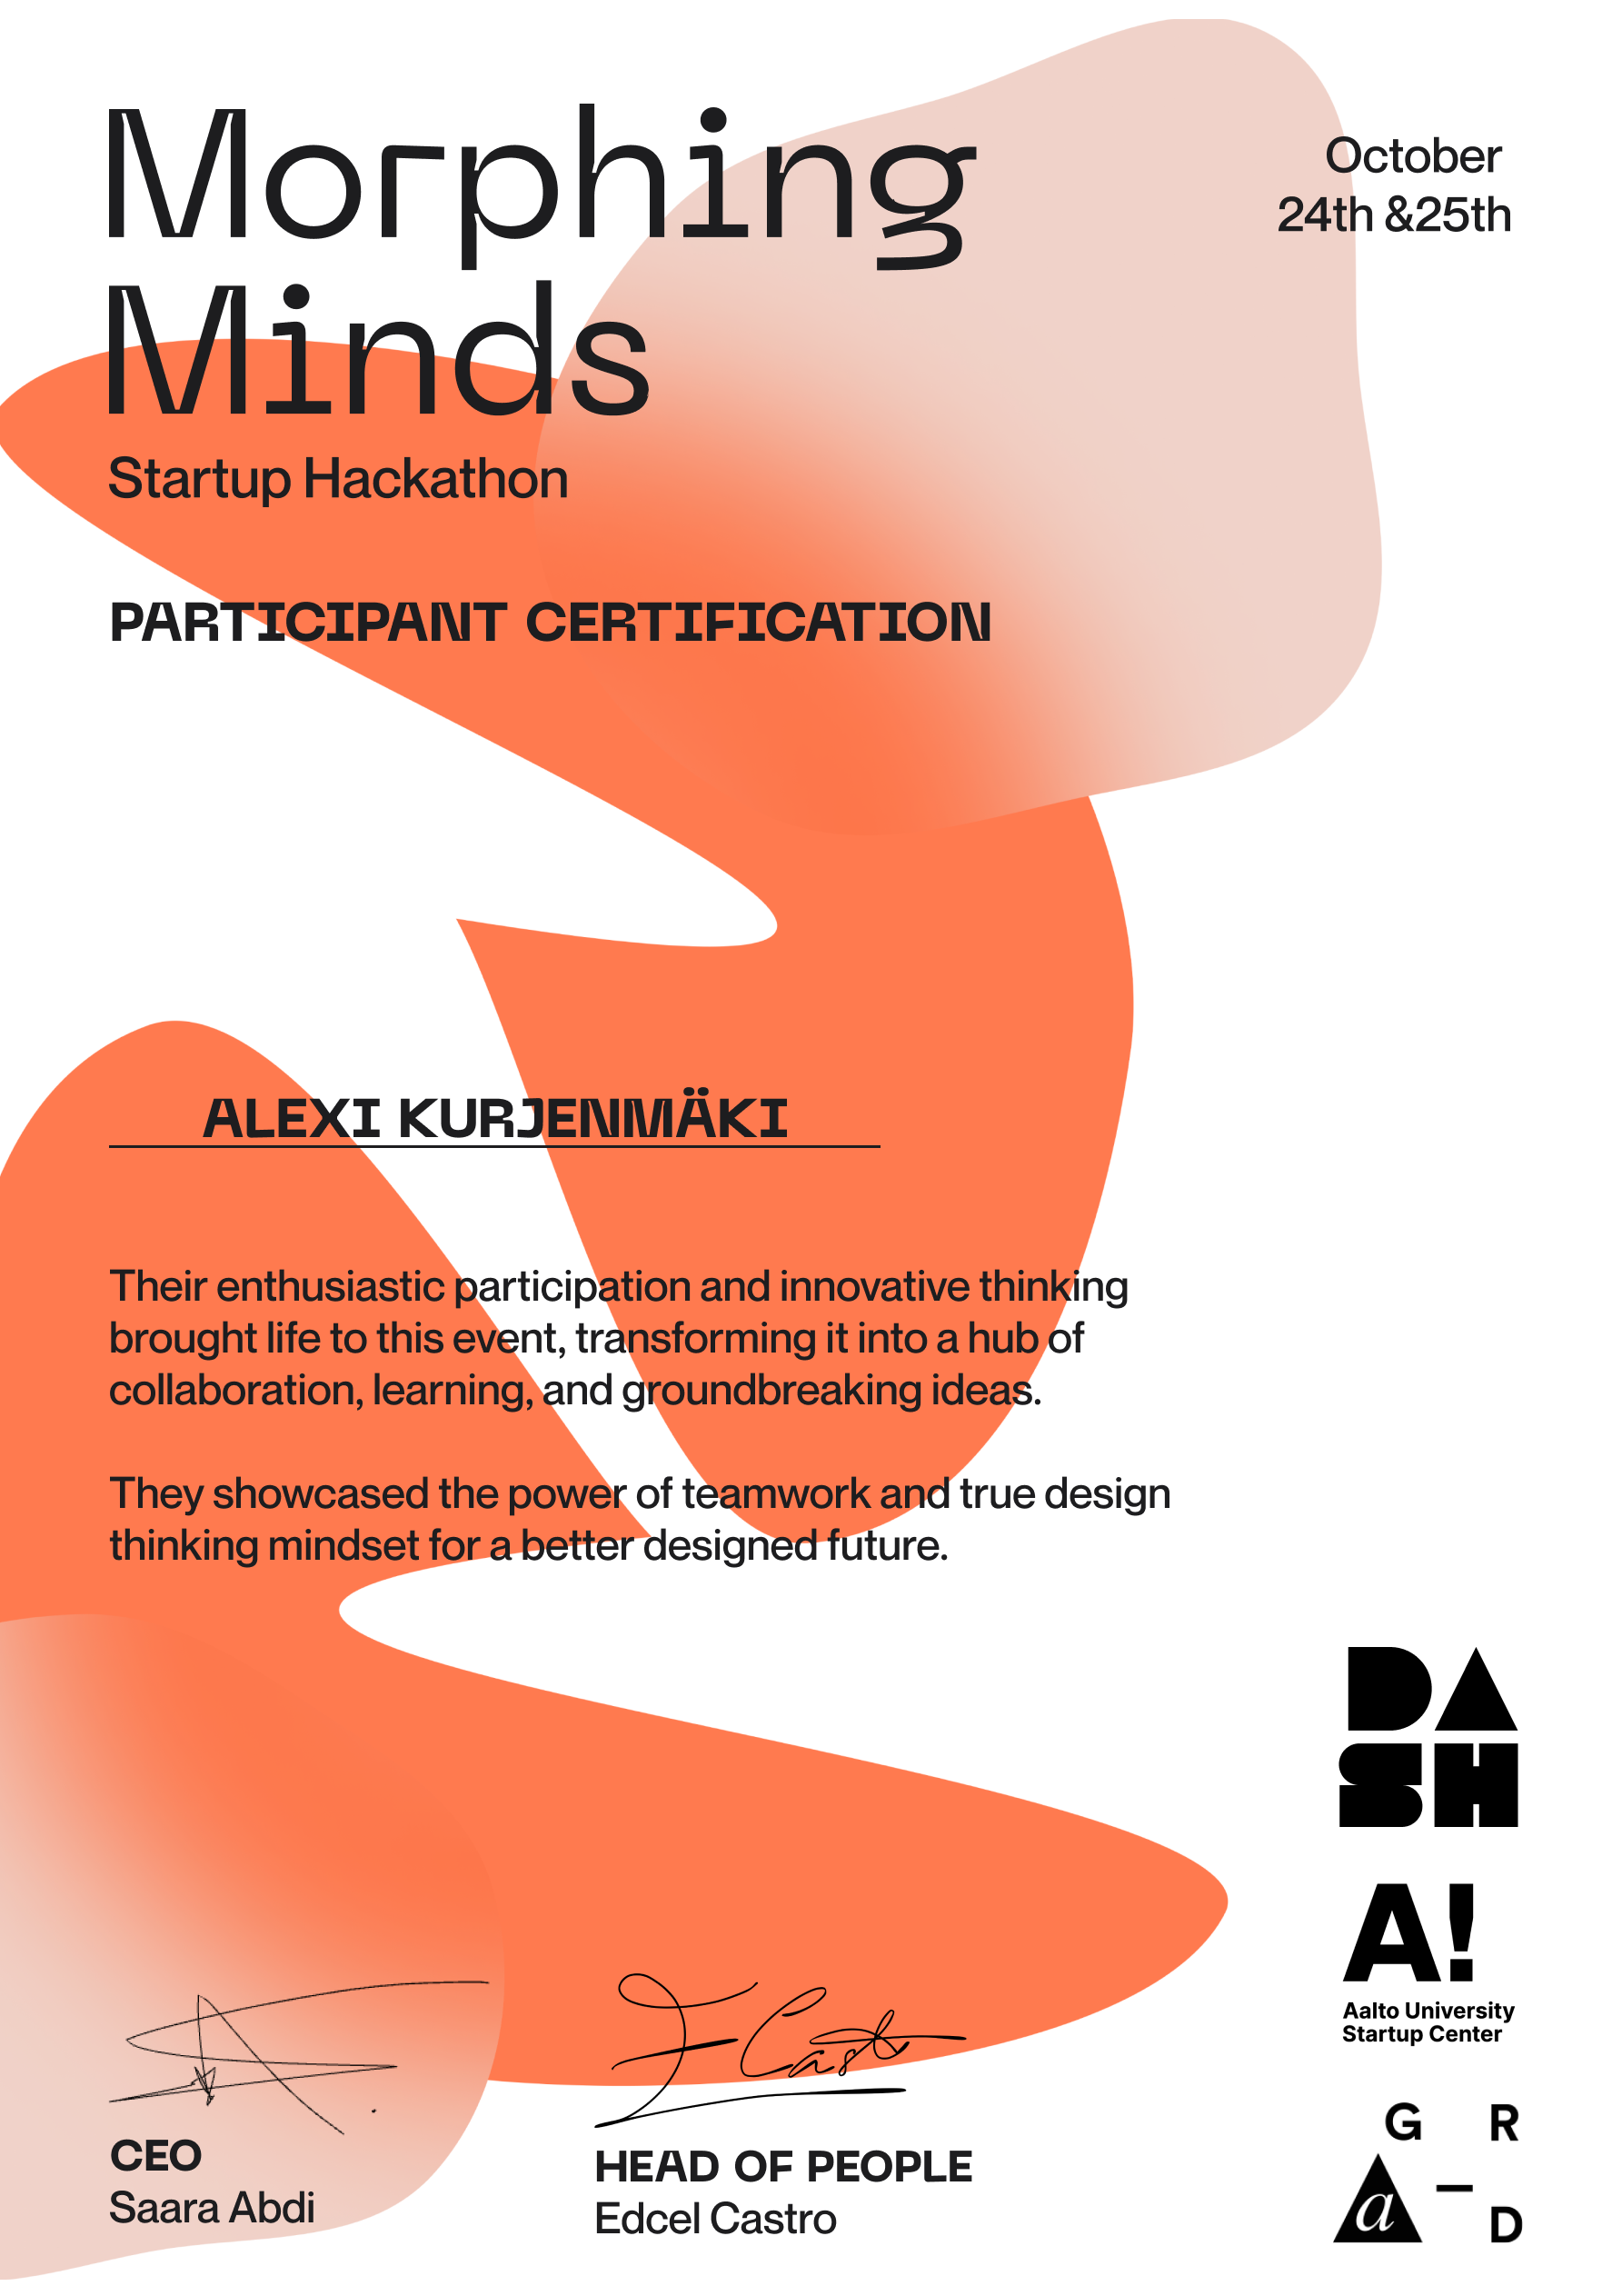 Morphing
Minds
Startup Hackathon
October
24th &25th
PARTICIPANT CERTIFICATION
ALEXI KURJENMÄKI
Their enthusiastic participation and innovative thinking
brought life to this event, transforming it into a hub of
collaboration, learning, and groundbreaking ideas.
They showcased the power of teamwork and true design
thinking mindset for a better designed future.
DA
SH
A!
Aalto University
Startup Center
CEO
Saara Abdi
HEAD OF PEOPLE
Edcel Castro
G R
a – D